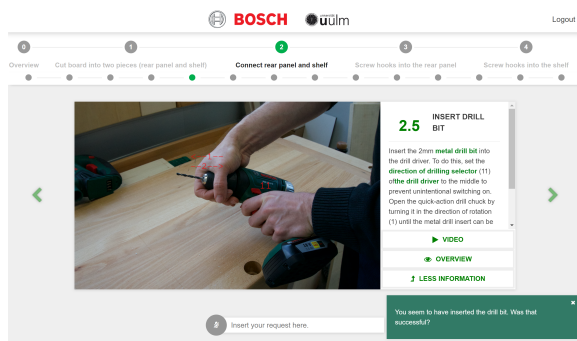 BOSCH
uulm
Logout
0
1
2
3
4
Overview
Cut board into two pieces (rear panel and shelf)
Connect rear panel and shelf
Screw hooks into the rear panel
Screw hooks into the shelf
2.5
INSERT DRILL
BIT
Insert the 2mm metal drill bit into
the drill driver. To do this, set the
direction of drilling selector (11)
ofthe drill driver to the middle to
prevent unintentional switching on.
Open the quick-action drill chuck by
turning it in the direction of rotation
(1) until the metal drill insert can be
VIDEO
OVERVIEW
LESS INFORMATION
Insert your request here.
×
You seem to have inserted the drill bit. Was that
successful?